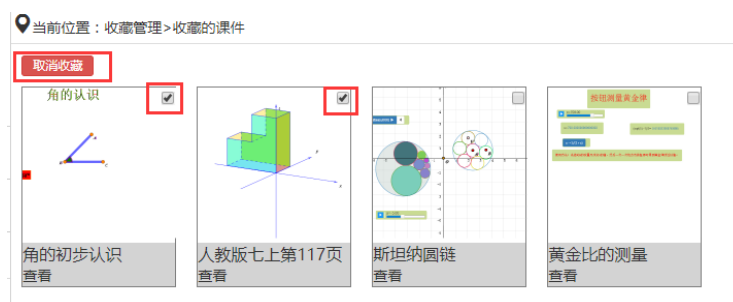 当前位置：收藏管理>收藏的课件
取消收藏
角的认识
按钮测量黄金律
角的初步认识
人教版七上第117页
斯坦纳圆链
黄金比的测量
查看
查看
查看
查看